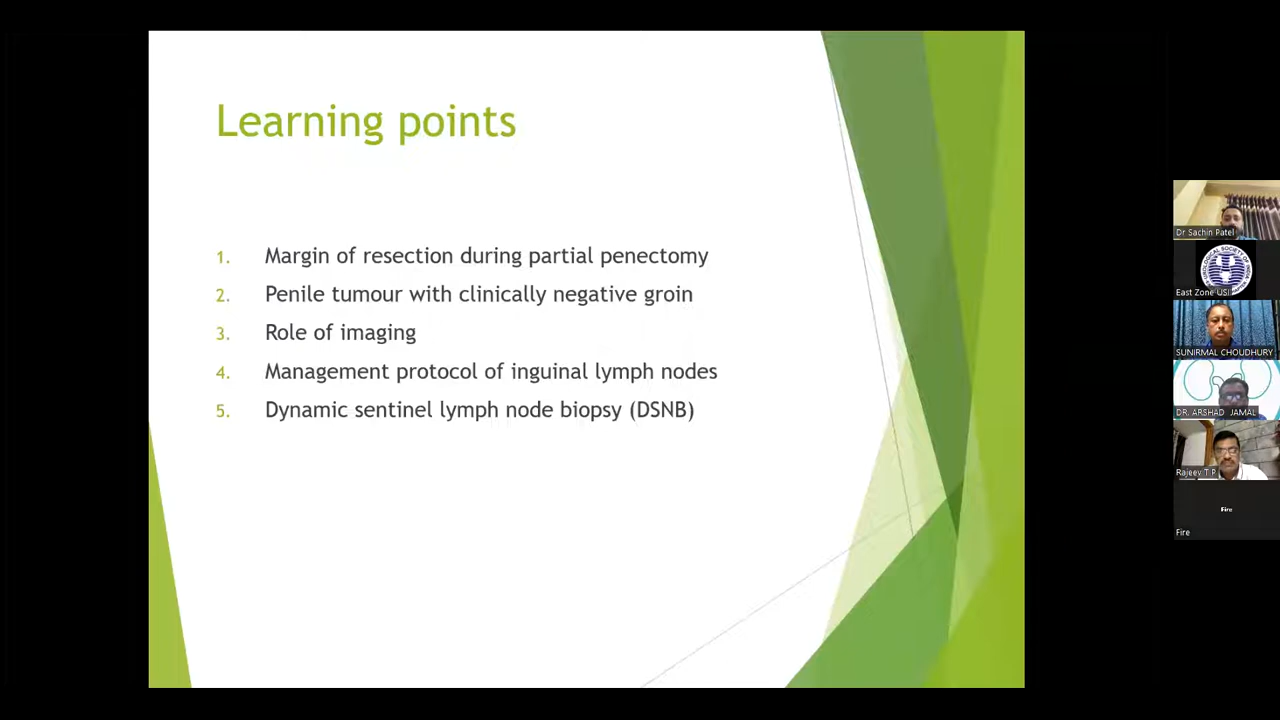 Learning points
1. Margin of resection during partial penectomy
2. Penile tumour with clinically negative groin
3. Role of imaging
4. Management protocol of inguinal lymph nodes
5. Dynamic sentinel lymph node biopsy (DSNB)
Dr Sachin Patel
East Zone USI
SUNIRMAL CHOUDHURY
DR. ARSHAD JAMAL
Rajeev T P
Fire
Fire